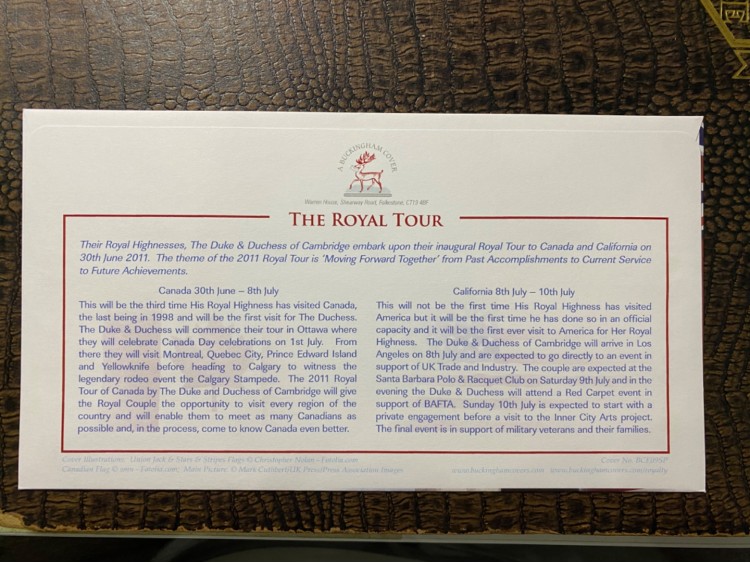 A BUCKINGHAM COVER
Warren House, Shearway Road, Folkestone, CT19 4BF
THE ROYAL TOUR
Their Royal Highnesses, The Duke & Duchess of Cambridge embark upon their inaugural Royal Tour to Canada and California on
30th June 2011. The theme of the 2011 Royal Tour is 'Moving Forward Together' from Past Accomplishments to Current Service
to Future Achievements.
Canada 30th June – 8th July
This will be the third time His Royal Highness has visited Canada,
the last being in 1998 and will be the first visit for The Duchess.
The Duke & Duchess will commence their tour in Ottawa where
they will celebrate Canada Day celebrations on 1st July. From
there they will visit Montreal, Quebec City, Prince Edward Island
and Yellowknife before heading to Calgary to witness the
legendary rodeo event the Calgary Stampede. The 2011 Royal
Tour of Canada by The Duke and Duchess of Cambridge will give
the Royal Couple the opportunity to visit every region of the
country and will enable them to meet as many Canadians as
possible and, in the process, come to know Canada even better.
California 8th July – 10th July
This will not be the first time His Royal Highness has visited
America but it will be the first time he has done so in an official
capacity and it will be the first ever visit to America for Her Royal
Highness. The Duke & Duchess of Cambridge will arrive in Los
Angeles on 8th July and are expected to go directly to an event in
support of UK Trade and Industry. The couple are expected at the
Santa Barbara Polo & Racquet Club on Saturday 9th July and in the
evening the Duke & Duchess will attend a Red Carpet event in
support of BAFTA. Sunday 10th July is expected to start with a
private engagement before a visit to the Inner City Arts project.
The final event is in support of military veterans and their families.
Cover Illustrations: Union Jack & Stars & Stripes Flags © Christopher Nolan - Fotolia.com
Canadian Flag © - Fotolia.com; Main Picture: © Mark Cuthbert/UK Press/Press Association Images
Cover No.
www.buckinghamcovers.com www.buckinghamcovers.com/royalty